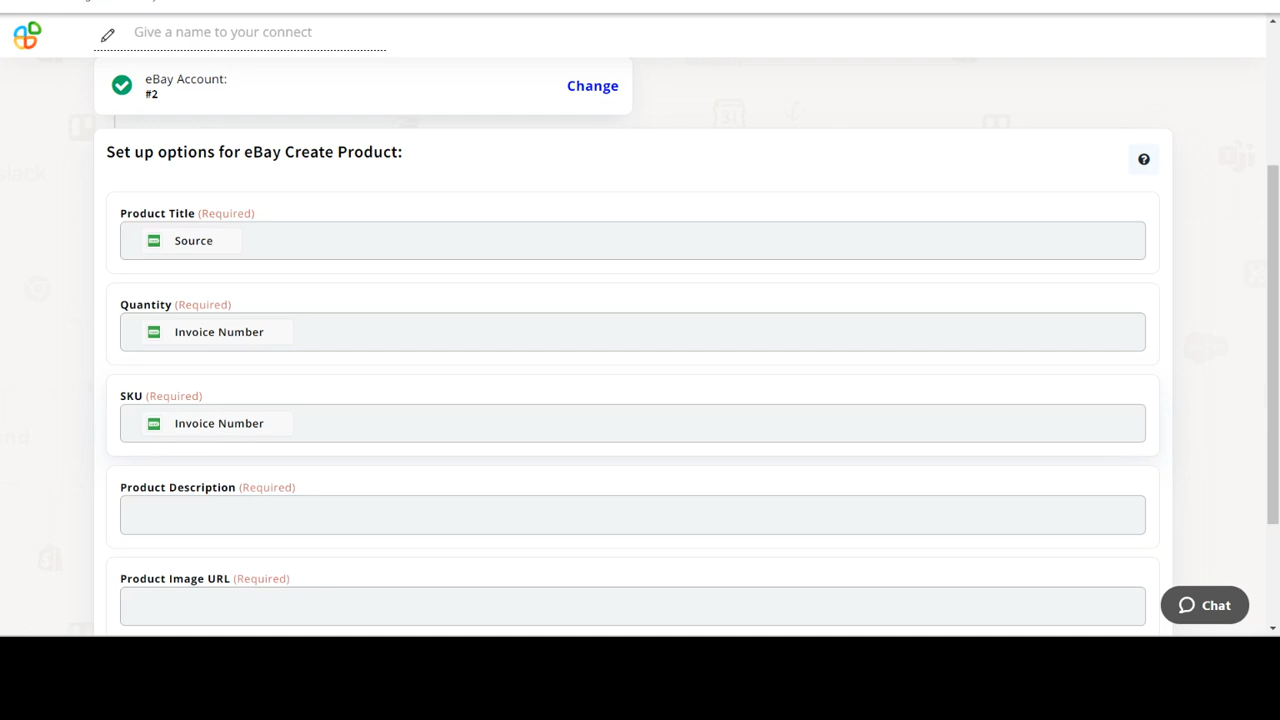 Give a name to your connect
eBay Account:
#2
Change
Set up options for eBay Create Product:
Product Title (Required)
Source
Quantity (Required)
Invoice Number
SKU (Required)
Invoice Number
Product Description (Required)
Product Image URL (Required)
Chat